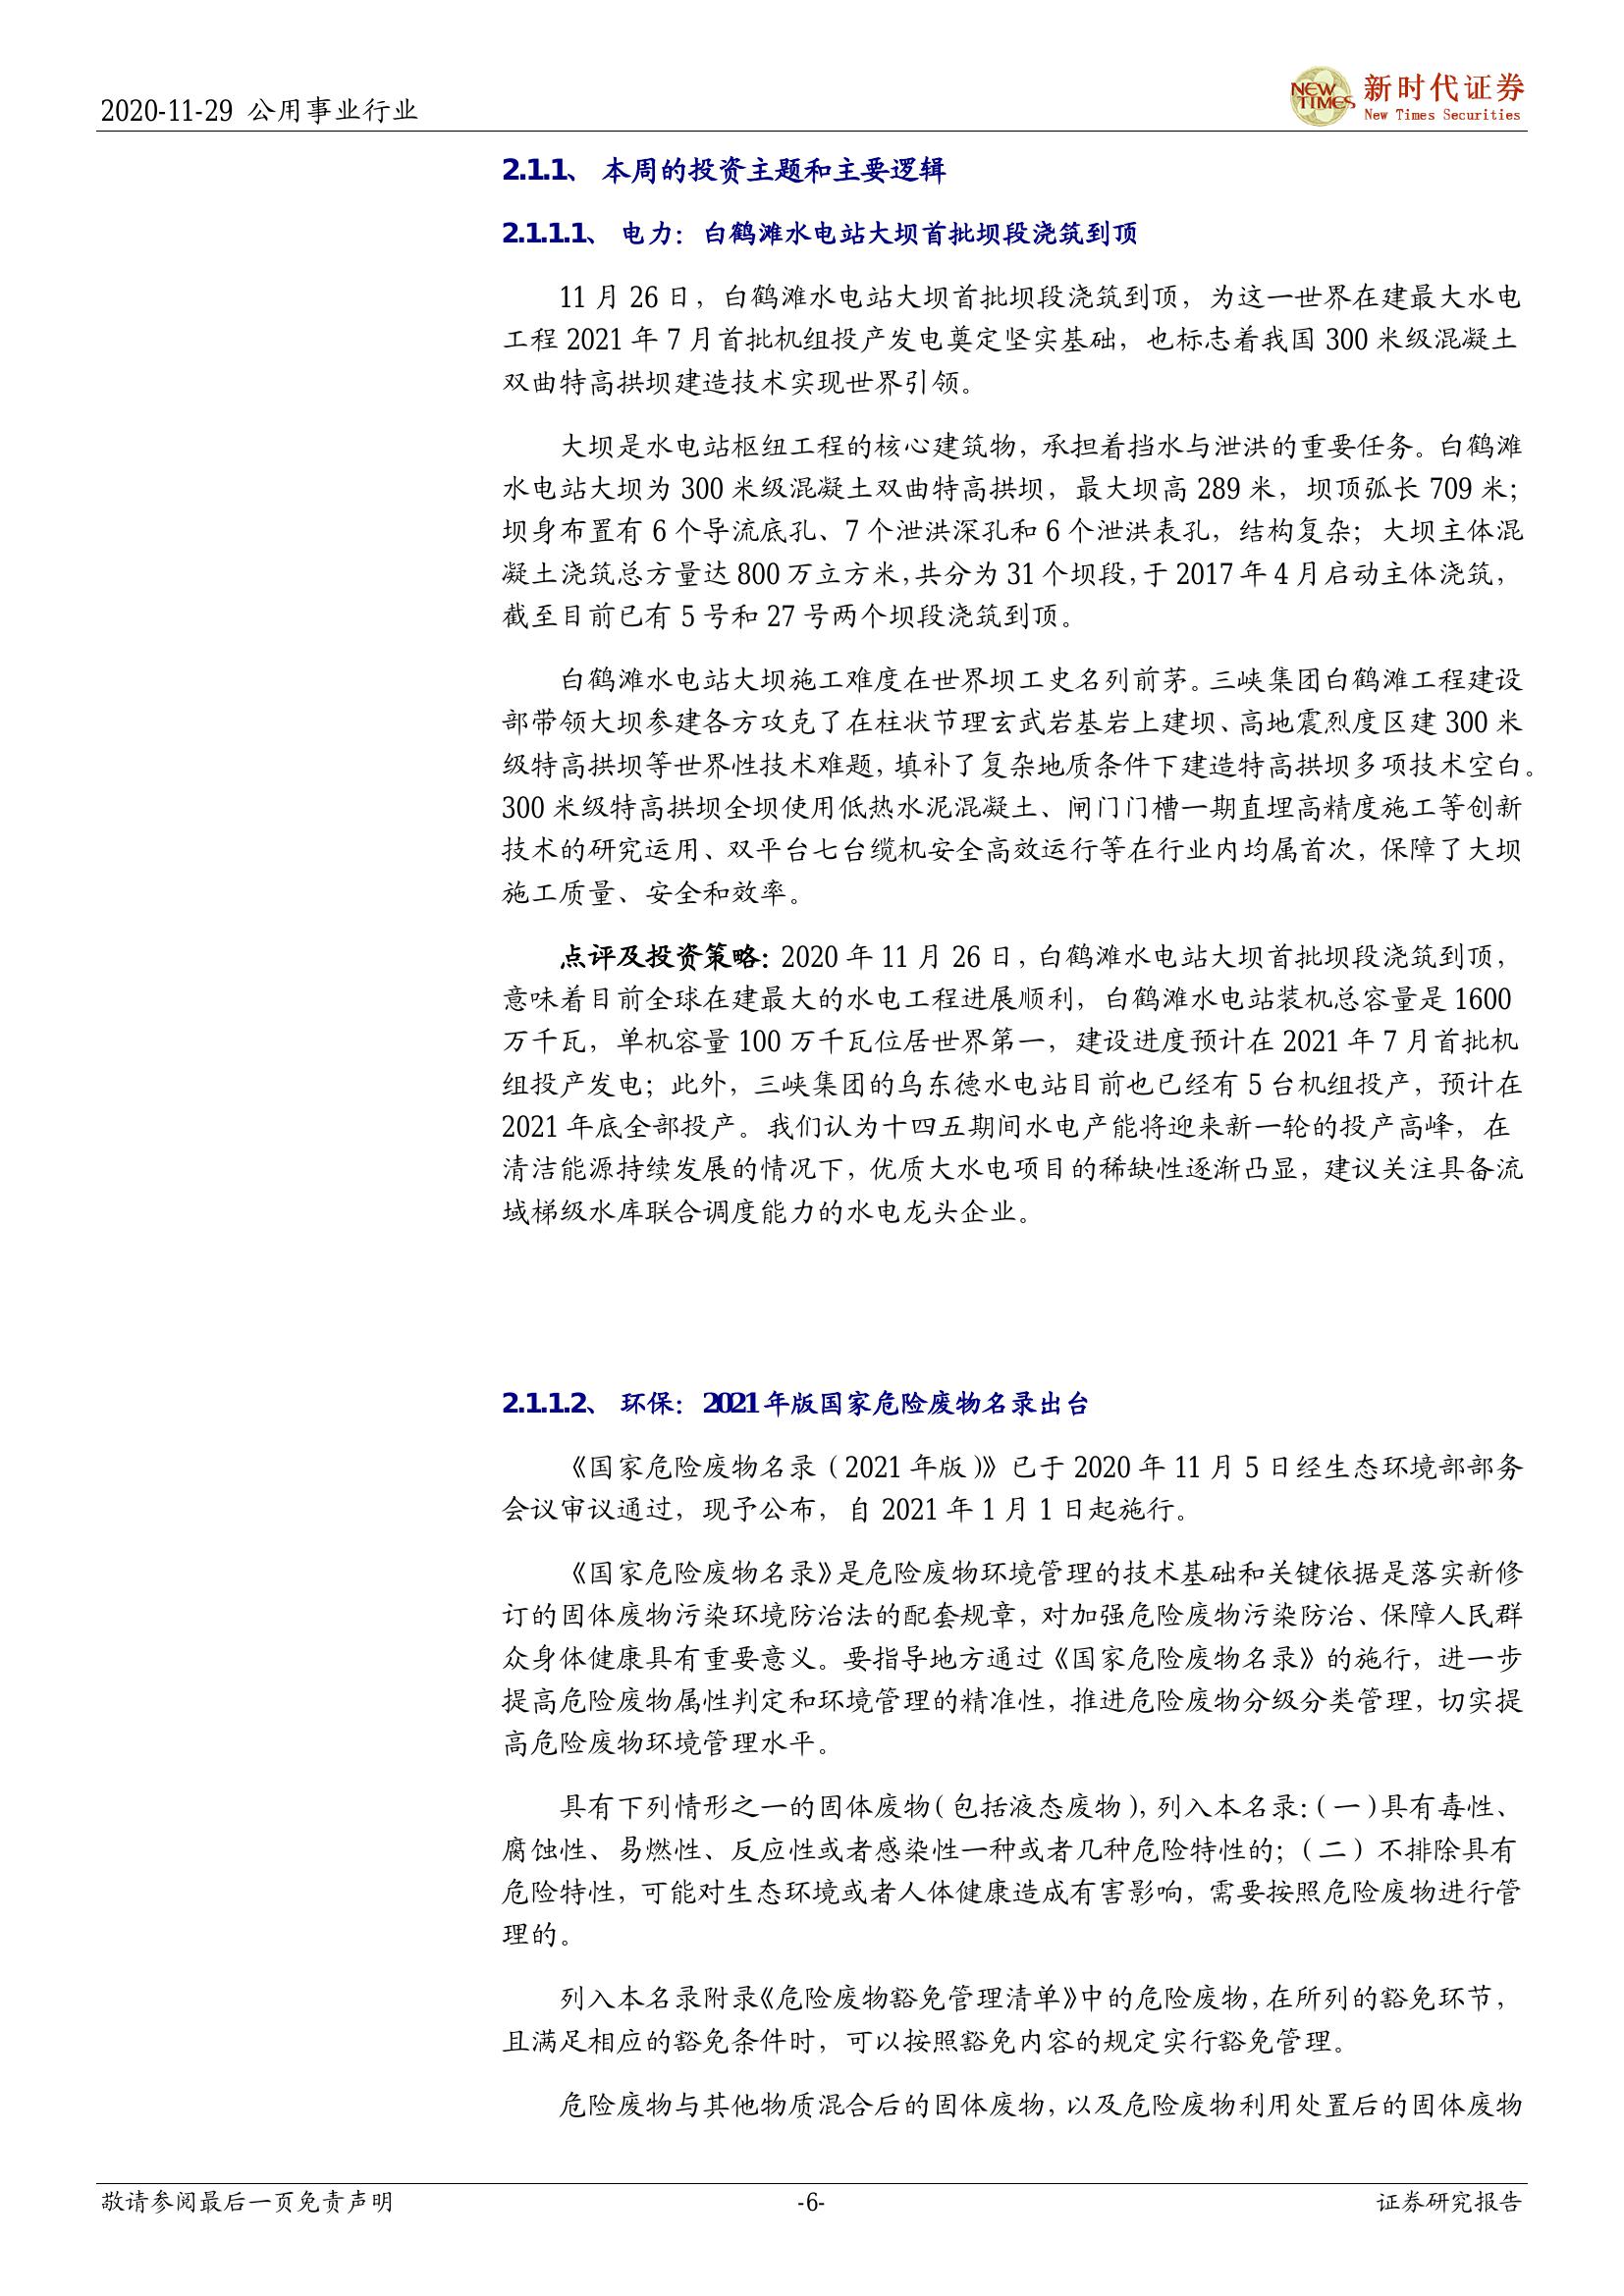 2020-11-29 公用事业行业
NEW TIMES 新时代证券
New Times Securities
2.1.1、 本周的投资主题和主要逻辑
2.1.1.1、 电力：白鹤滩水电站大坝首批坝段浇筑到顶
11 月 26 日，白鹤滩水电站大坝首批坝段浇筑到顶，为这一世界在建最大水电
工程 2021 年 7 月首批机组投产发电奠定坚实基础，也标志着我国 300 米级混凝土
双曲特高拱坝建造技术实现世界引领。
大坝是水电站枢纽工程的核心建筑物，承担着挡水与泄洪的重要任务。白鹤滩
水电站大坝为 300 米级混凝土双曲特高拱坝，最大坝高 289 米，坝顶弧长 709 米；
坝身布置有 6 个导流底孔、7 个泄洪深孔和 6 个泄洪表孔，结构复杂；大坝主体混
凝土浇筑总方量达 800 万立方米，共分为 31 个坝段，于 2017 年 4 月启动主体浇筑，
截至目前已有 5 号和 27 号两个坝段浇筑到顶。
白鹤滩水电站大坝施工难度在世界坝工史名列前茅。三峡集团白鹤滩工程建设
部带领大坝参建各方攻克了在柱状节理玄武岩基岩上建坝、高地震烈度区建 300 米
级特高拱坝等世界性技术难题，填补了复杂地质条件下建造特高拱坝多项技术空白。
300 米级特高拱坝全坝使用低热水泥混凝土、闸门门槽一期直埋高精度施工等创新
技术的研究运用、双平台七台缆机安全高效运行等在行业内均属首次，保障了大坝
施工质量、安全和效率。
点评及投资策略：2020 年 11 月 26 日，白鹤滩水电站大坝首批坝段浇筑到顶，
意味着目前全球在建最大的水电工程进展顺利，白鹤滩水电站装机总容量是 1600
万千瓦，单机容量 100 万千瓦位居世界第一，建设进度预计在 2021 年 7 月首批机
组投产发电；此外，三峡集团的乌东德水电站目前也已经有 5 台机组投产，预计在
2021 年底全部投产。我们认为十四五期间水电产能将迎来新一轮的投产高峰，在
清洁能源持续发展的情况下，优质大水电项目的稀缺性逐渐凸显，建议关注具备流
域梯级水库联合调度能力的水电龙头企业。
2.1.1.2、 环保：2021 年版国家危险废物名录出台
《国家危险废物名录（2021 年版）》已于 2020 年 11 月 5 日经生态环境部部务
会议审议通过，现予公布，自 2021 年 1 月 1 日起施行。
《国家危险废物名录》是危险废物环境管理的技术基础和关键依据是落实新修
订的固体废物污染环境防治法的配套规章，对加强危险废物污染防治、保障人民群
众身体健康具有重要意义。要指导地方通过《国家危险废物名录》的施行，进一步
提高危险废物属性判定和环境管理的精准性，推进危险废物分级分类管理，切实提
高危险废物环境管理水平。
具有下列情形之一的固体废物（包括液态废物），列入本名录：（一）具有毒性、
腐蚀性、易燃性、反应性或者感染性一种或者几种危险特性的；（二）不排除具有
危险特性，可能对生态环境或者人体健康造成有害影响，需要按照危险废物进行管
理的。
列入本名录附录《危险废物豁免管理清单》中的危险废物，在所列的豁免环节，
且满足相应的豁免条件时，可以按照豁免内容的规定实行豁免管理。
危险废物与其他物质混合后的固体废物，以及危险废物利用处置后的固体废物
敬请参阅最后一页免责声明 -6- 证券研究报告